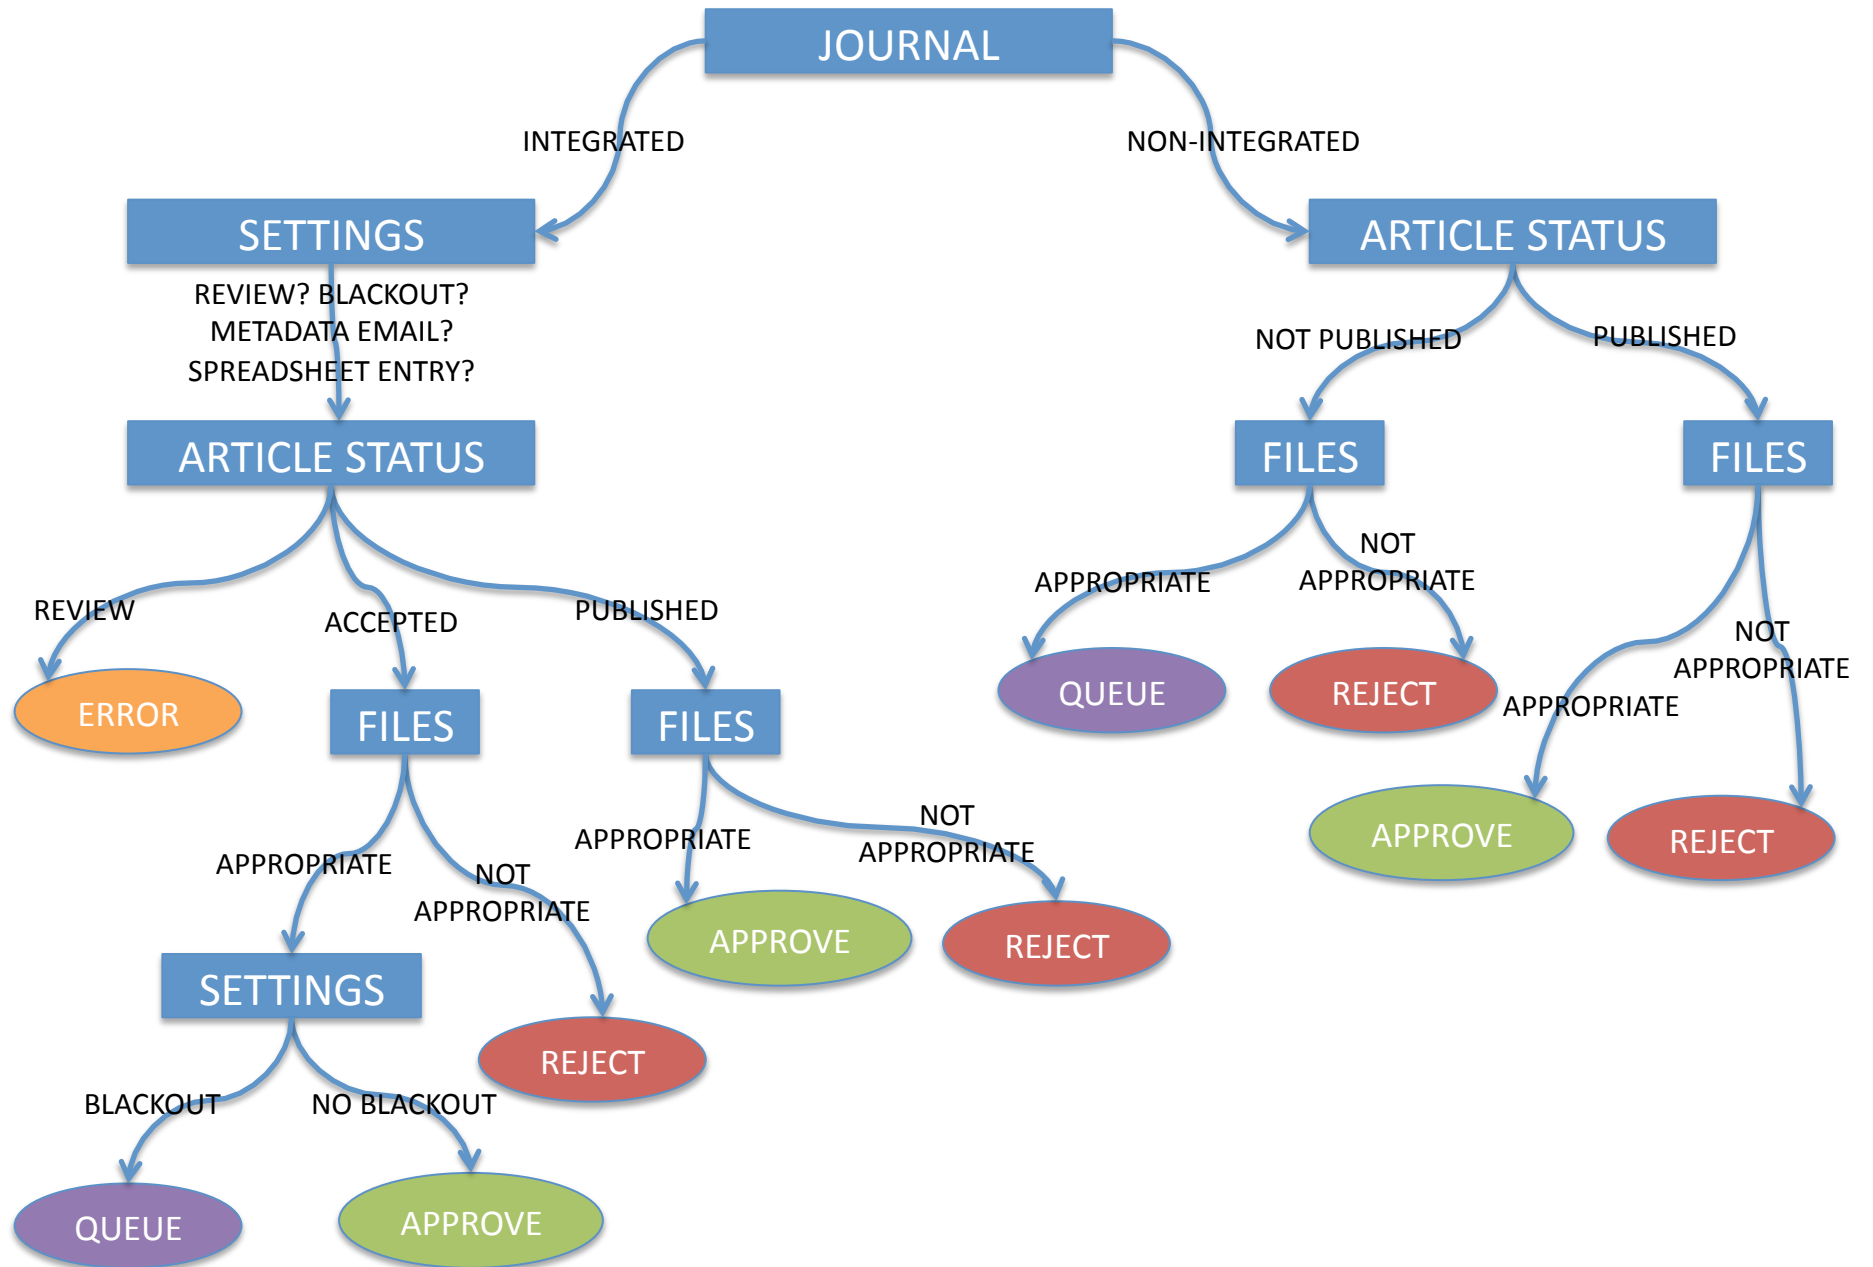 JOURNAL
INTEGRATED
NON-INTEGRATED
SETTINGS
ARTICLE STATUS
REVIEW? BLACKOUT?
METADATA EMAIL?
SPREADSHEET ENTRY?
NOT PUBLISHED
PUBLISHED
ARTICLE STATUS
FILES
FILES
REVIEW
ACCEPTED
PUBLISHED
APPROPRIATE
NOT
APPROPRIATE
NOT
APPROPRIATE
APPROPRIATE
ERROR
FILES
FILES
QUEUE
REJECT
APPROVE
REJECT
APPROPRIATE
NOT
APPROPRIATE
APPROPRIATE
NOT
APPROPRIATE
SETTINGS
REJECT
APPROVE
REJECT
BLACKOUT
NO BLACKOUT
QUEUE
APPROVE